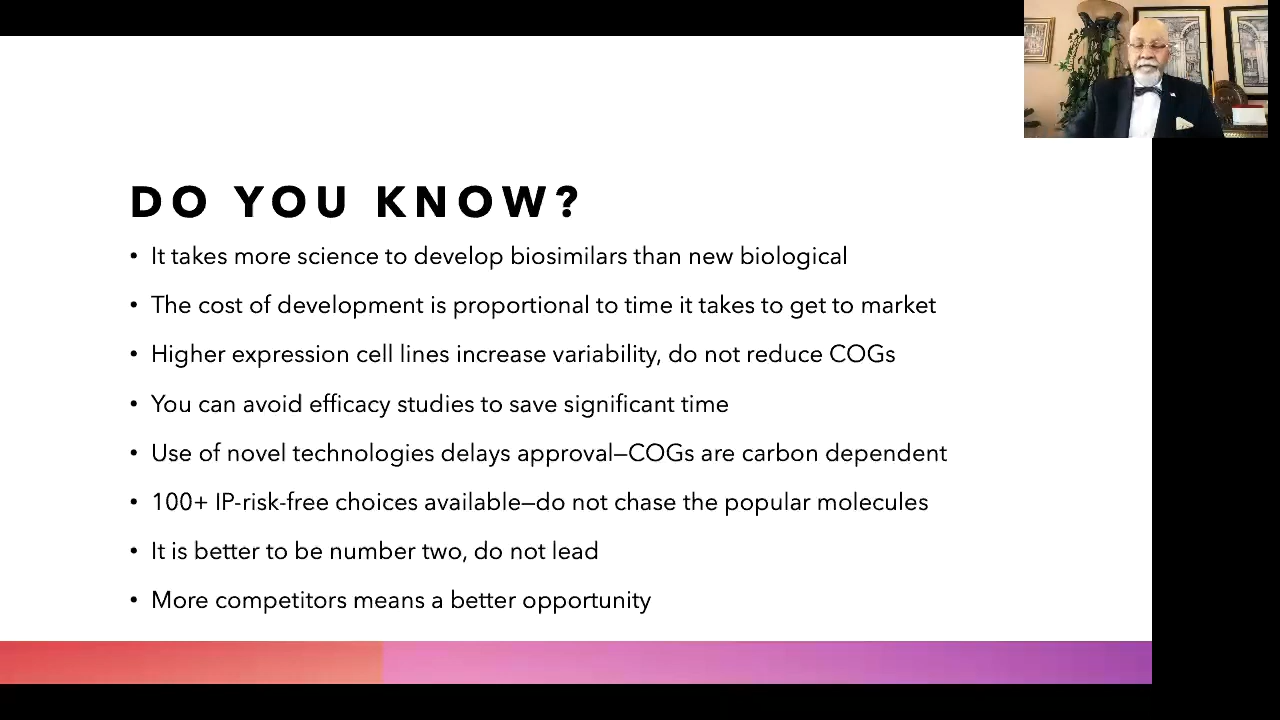 DO YOU KNOW?
• It takes more science to develop biosimilars than new biological
• The cost of development is proportional to time it takes to get to market
• Higher expression cell lines increase variability, do not reduce COGs
• You can avoid efficacy studies to save significant time
• Use of novel technologies delays approval—COGs are carbon dependent
• 100+ IP-risk-free choices available—do not chase the popular molecules
• It is better to be number two, do not lead
• More competitors means a better opportunity